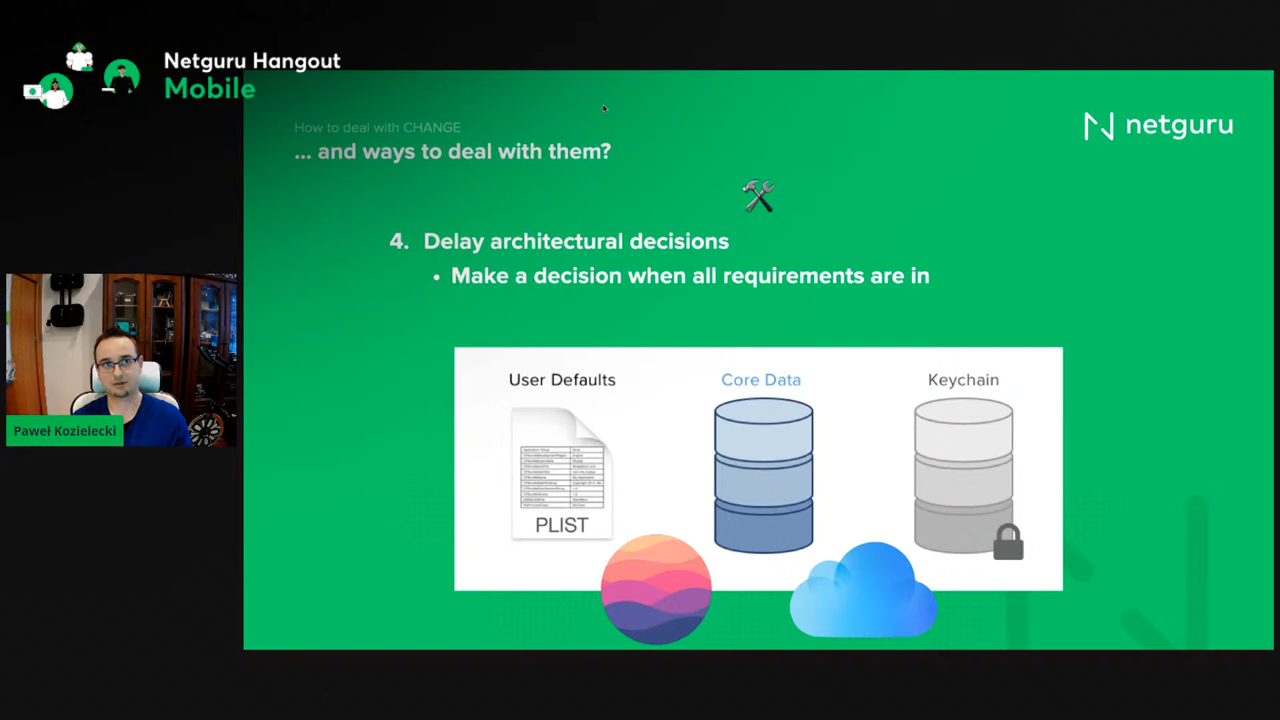 Netguru Hangout
Mobile
How to deal with CHANGE
... and ways to deal with them?
netguru
4. Delay architectural decisions
• Make a decision when all requirements are in
User Defaults
Core Data
Keychain
PLIST
Paweł Kozielecki